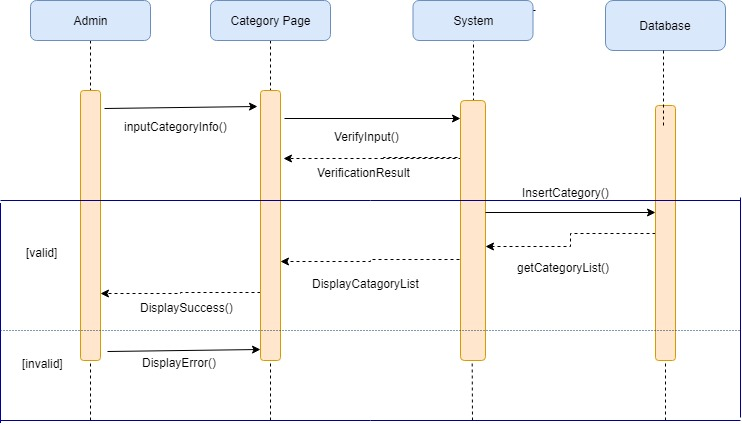 Admin
Category Page
System
Database
inputCategoryInfo()
VerifyInput()
VerificationResult
InsertCategory()
[valid]
getCategoryList()
DisplayCatagoryList
DisplaySuccess()
[invalid]
DisplayError()